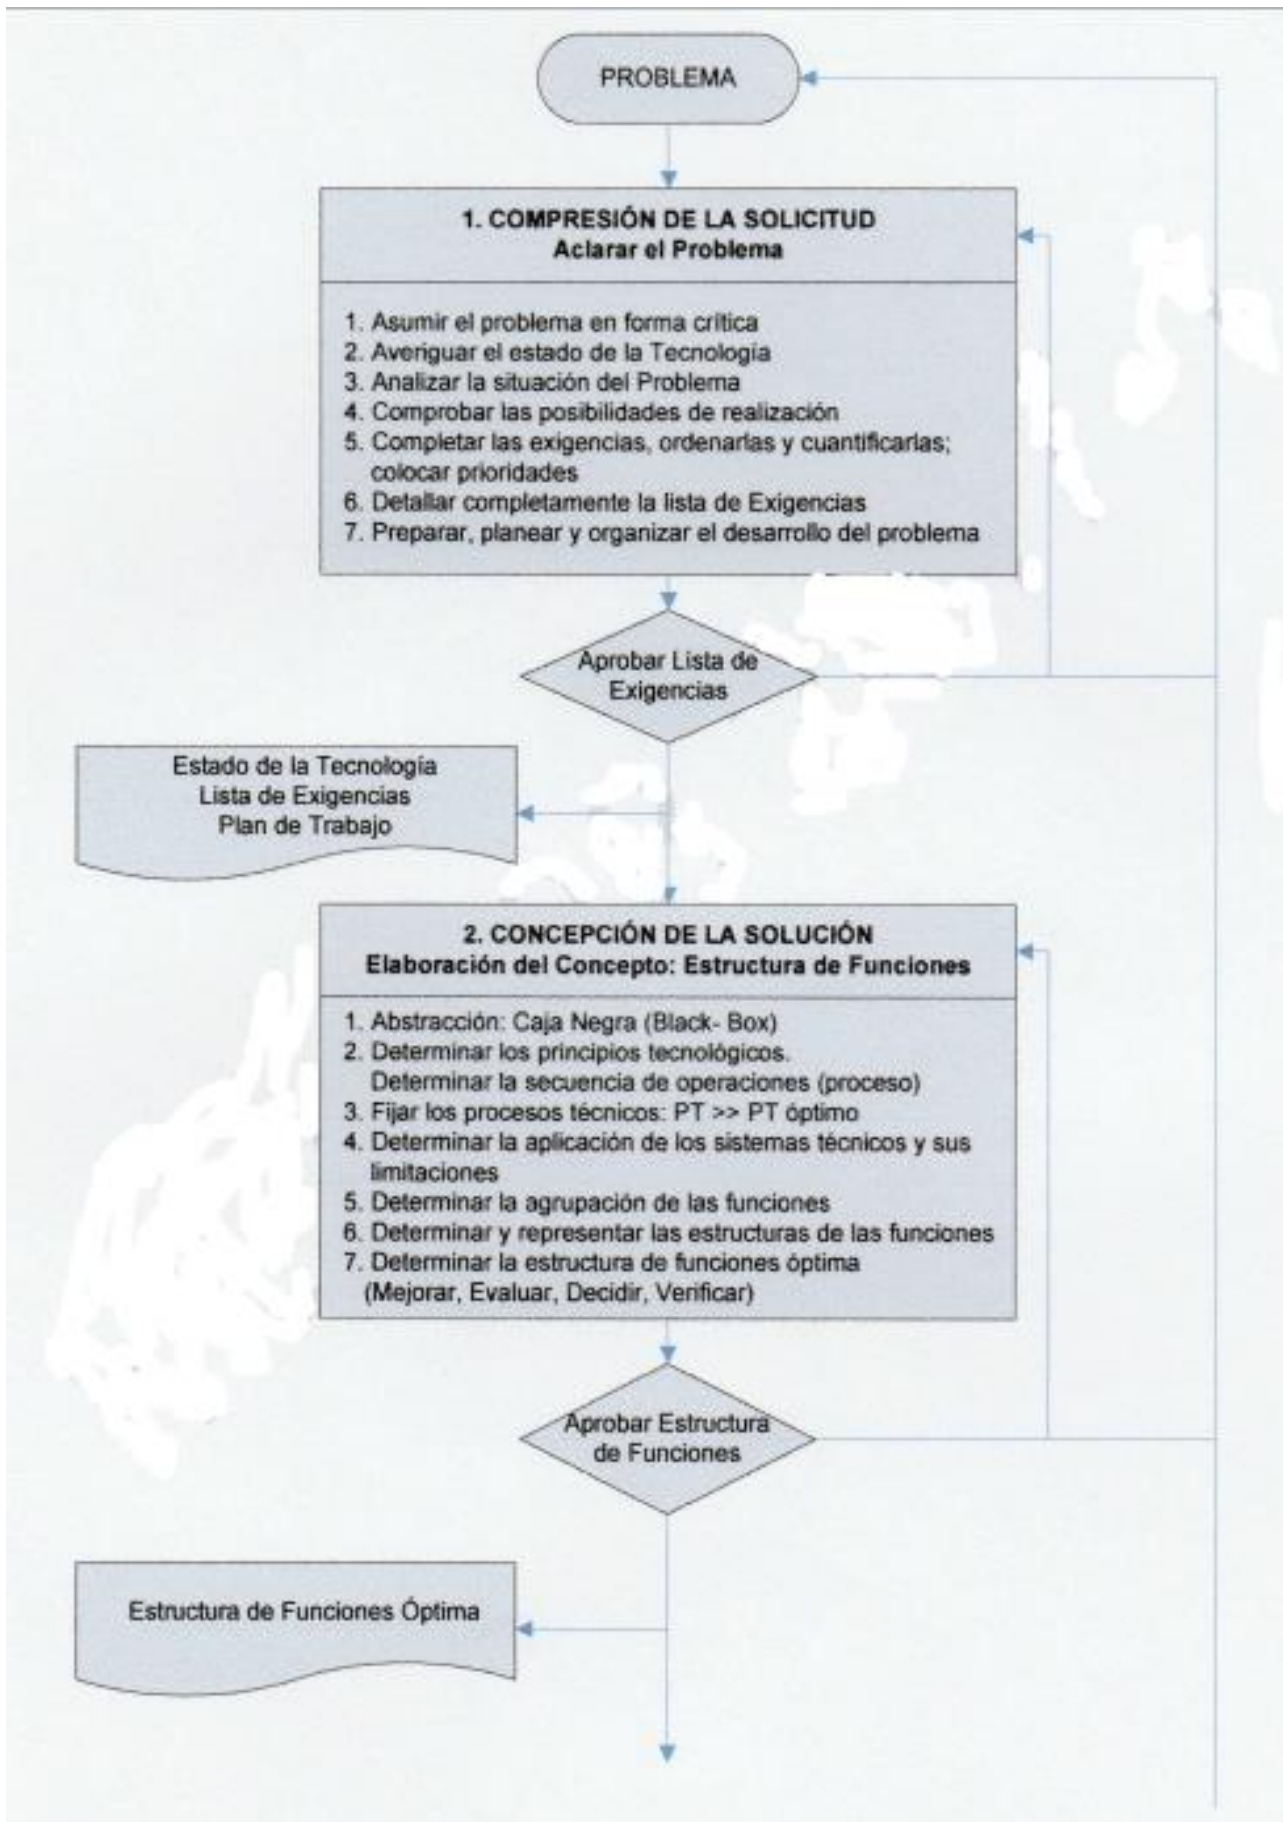 PROBLEMA
1. COMPRESIÓN DE LA SOLICITUD
Aclarar el Problema
1. Asumir el problema en forma crítica
2. Averiguar el estado de la Tecnología
3. Analizar la situación del Problema
4. Comprobar las posibilidades de realización
5. Completar las exigencias, ordenarlas y cuantificarlas;
colocar prioridades
6. Detallar completamente la lista de Exigencias
7. Preparar, planear y organizar el desarrollo del problema
Aprobar Lista de
Exigencias
Estado de la Tecnología
Lista de Exigencias
Plan de Trabajo
2. CONCEPCIÓN DE LA SOLUCIÓN
Elaboración del Concepto: Estructura de Funciones
1. Abstracción: Caja Negra (Black- Box)
2. Determinar los principios tecnológicos.
Determinar la secuencia de operaciones (proceso)
3. Fijar los procesos técnicos: PT >> PT óptimo
4. Determinar la aplicación de los sistemas técnicos y sus
limitaciones
5. Determinar la agrupación de las funciones
6. Determinar y representar las estructuras de las funciones
7. Determinar la estructura de funciones óptima
(Mejorar, Evaluar, Decidir, Verificar)
Aprobar Estructura
de Funciones
Estructura de Funciones Óptima